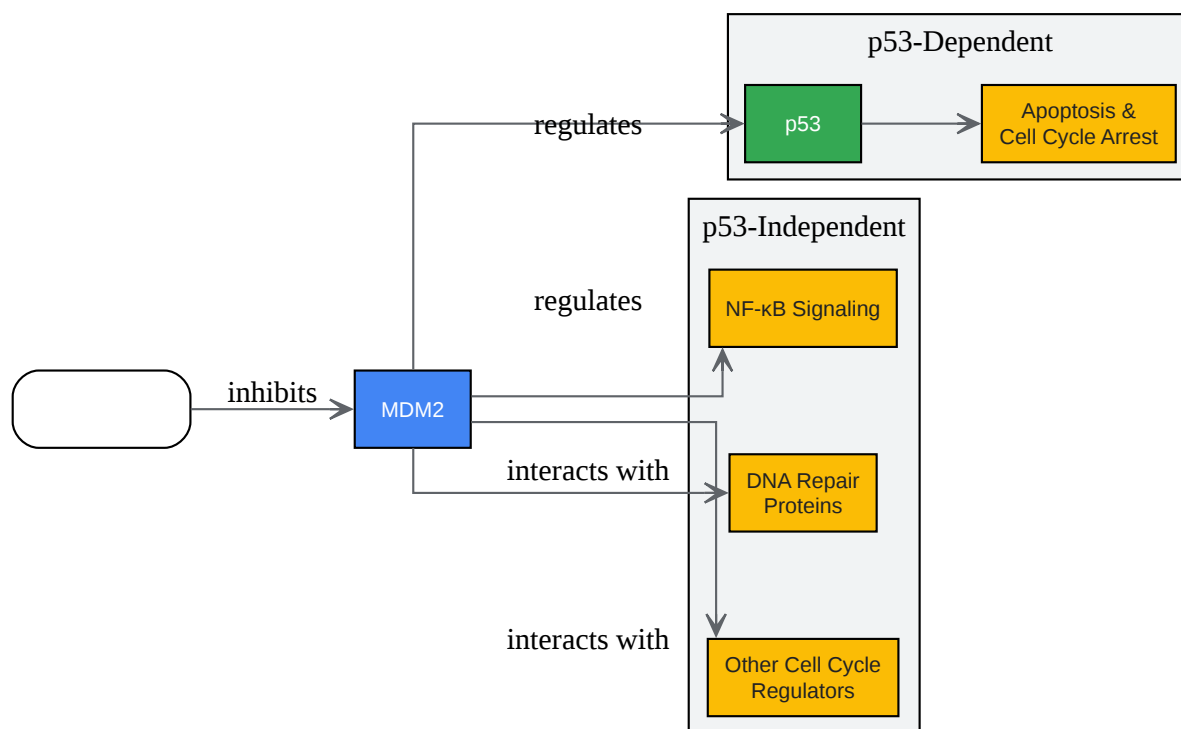 p53-Dependent
regulates
p53
Apoptosis &
Cell Cycle Arrest
p53-Independent
regulates
NF-κB Signaling
inhibits
MDM2
interacts with
DNA Repair
Proteins
interacts with
Other Cell Cycle
Regulators